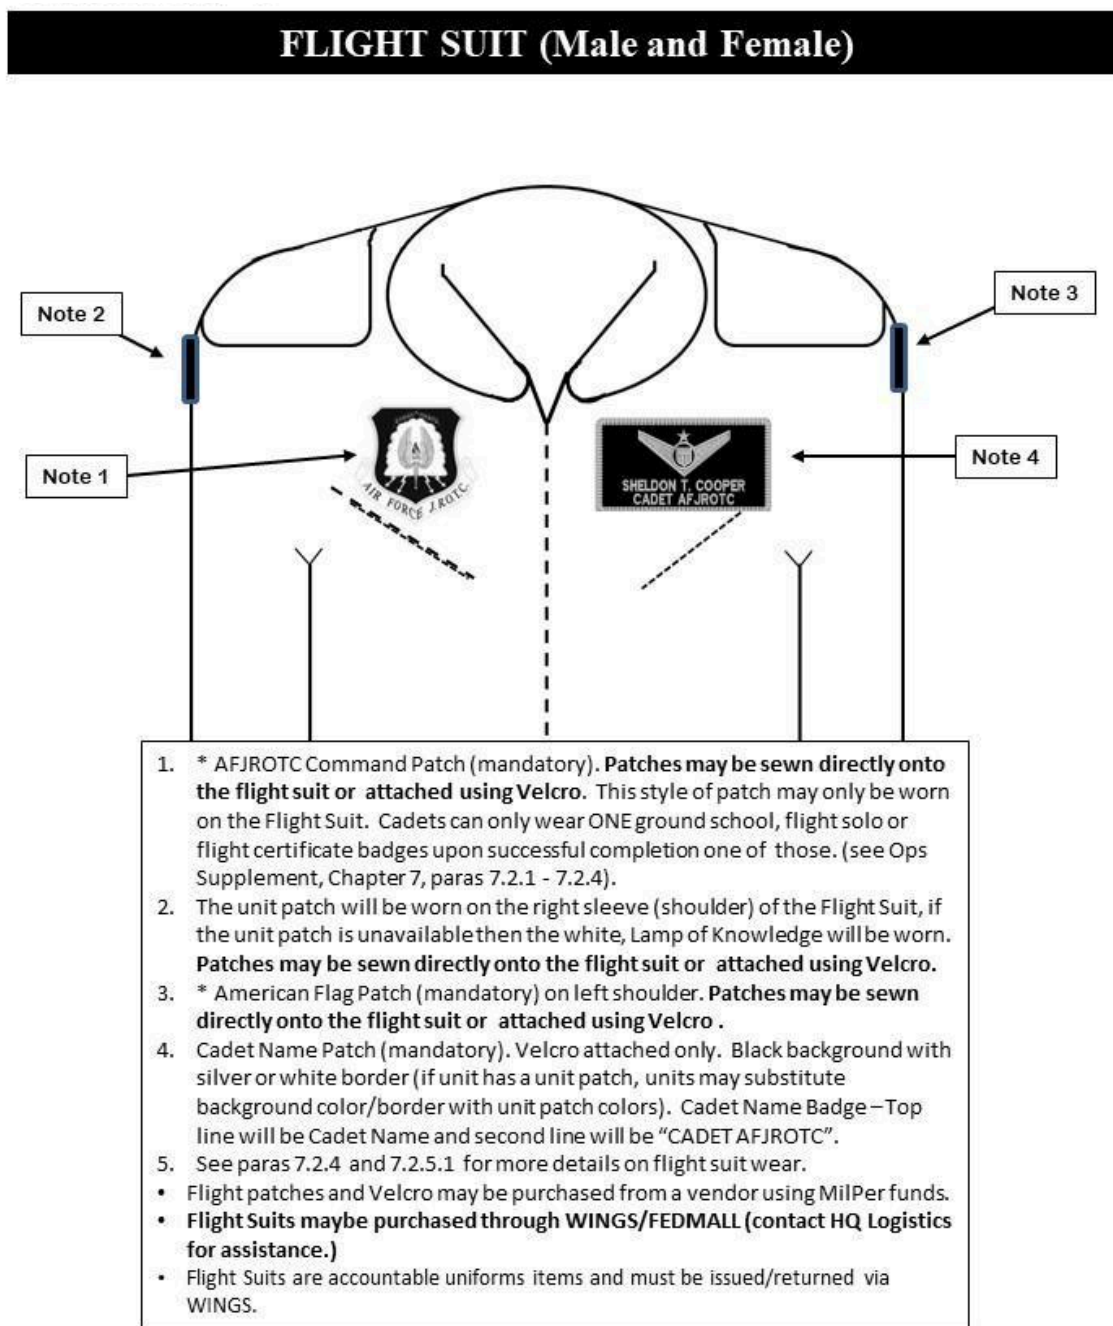 FLIGHT SUIT (Male and Female)
Note 2
Note 3
Note 1
Note 4
AIR FORCE J.R.O.T.C.
SHELDON T. COOPER
CADET AFJROTC
1. * AFJROTC Command Patch (mandatory). Patches may be sewn directly onto
the flight suit or attached using Velcro. This style of patch may only be worn
on the Flight Suit. Cadets can only wear ONE ground school, flight solo or
flight certificate badges upon successful completion one of those. (see Ops
Supplement, Chapter 7, paras 7.2.1 - 7.2.4).
2. The unit patch will be worn on the right sleeve (shoulder) of the Flight Suit, if
the unit patch is unavailable then the white, Lamp of Knowledge will be worn.
Patches may be sewn directly onto the flight suit or attached using Velcro.
3. * American Flag Patch (mandatory) on left shoulder. Patches may be sewn
directly onto the flight suit or attached using Velcro .
4. Cadet Name Patch (mandatory). Velcro attached only. Black background with
silver or white border (if unit has a unit patch, units may substitute
background color/border with unit patch colors). Cadet Name Badge – Top
line will be Cadet Name and second line will be “CADET AFJROTC”.
5. See paras 7.2.4 and 7.2.5.1 for more details on flight suit wear.
• Flight patches and Velcro may be purchased from a vendor using MilPer funds.
• Flight Suits maybe purchased through WINGS/FEDMALL (contact HQ Logistics
for assistance.)
• Flight Suits are accountable uniforms items and must be issued/returned via
WINGS.